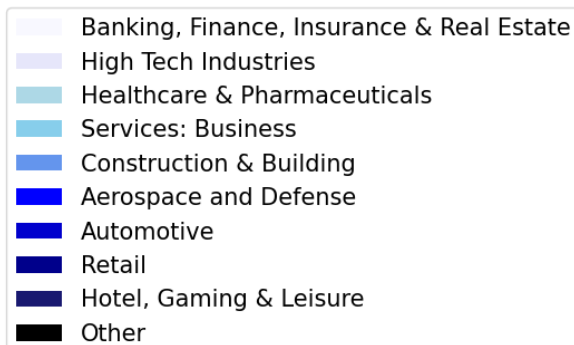 Banking, Finance, Insurance & Real Estate
High Tech Industries
Healthcare & Pharmaceuticals
Services: Business
Construction & Building
Aerospace and Defense
Automotive
Retail
Hotel, Gaming & Leisure
Other